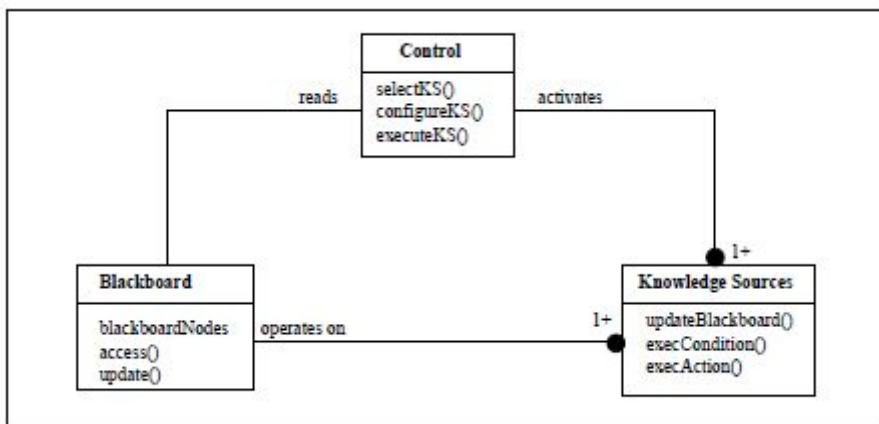 Control
selectKS()
configureKS()
executeKS()
reads
activates
1+
Blackboard
blackboardNodes
access()
update()
operates on
1+
Knowledge Sources
updateBlackboard()
execCondition()
execAction()